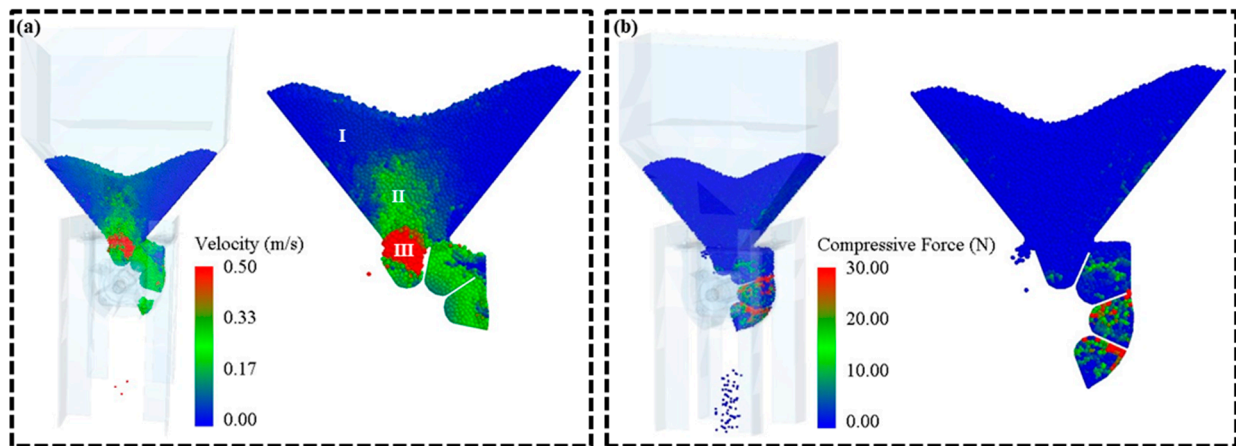 (a)
I
II
III
Velocity (m/s)
0.50
0.33
0.17
0.00
(b)
Compressive Force (N)
30.00
20.00
10.00
0.00